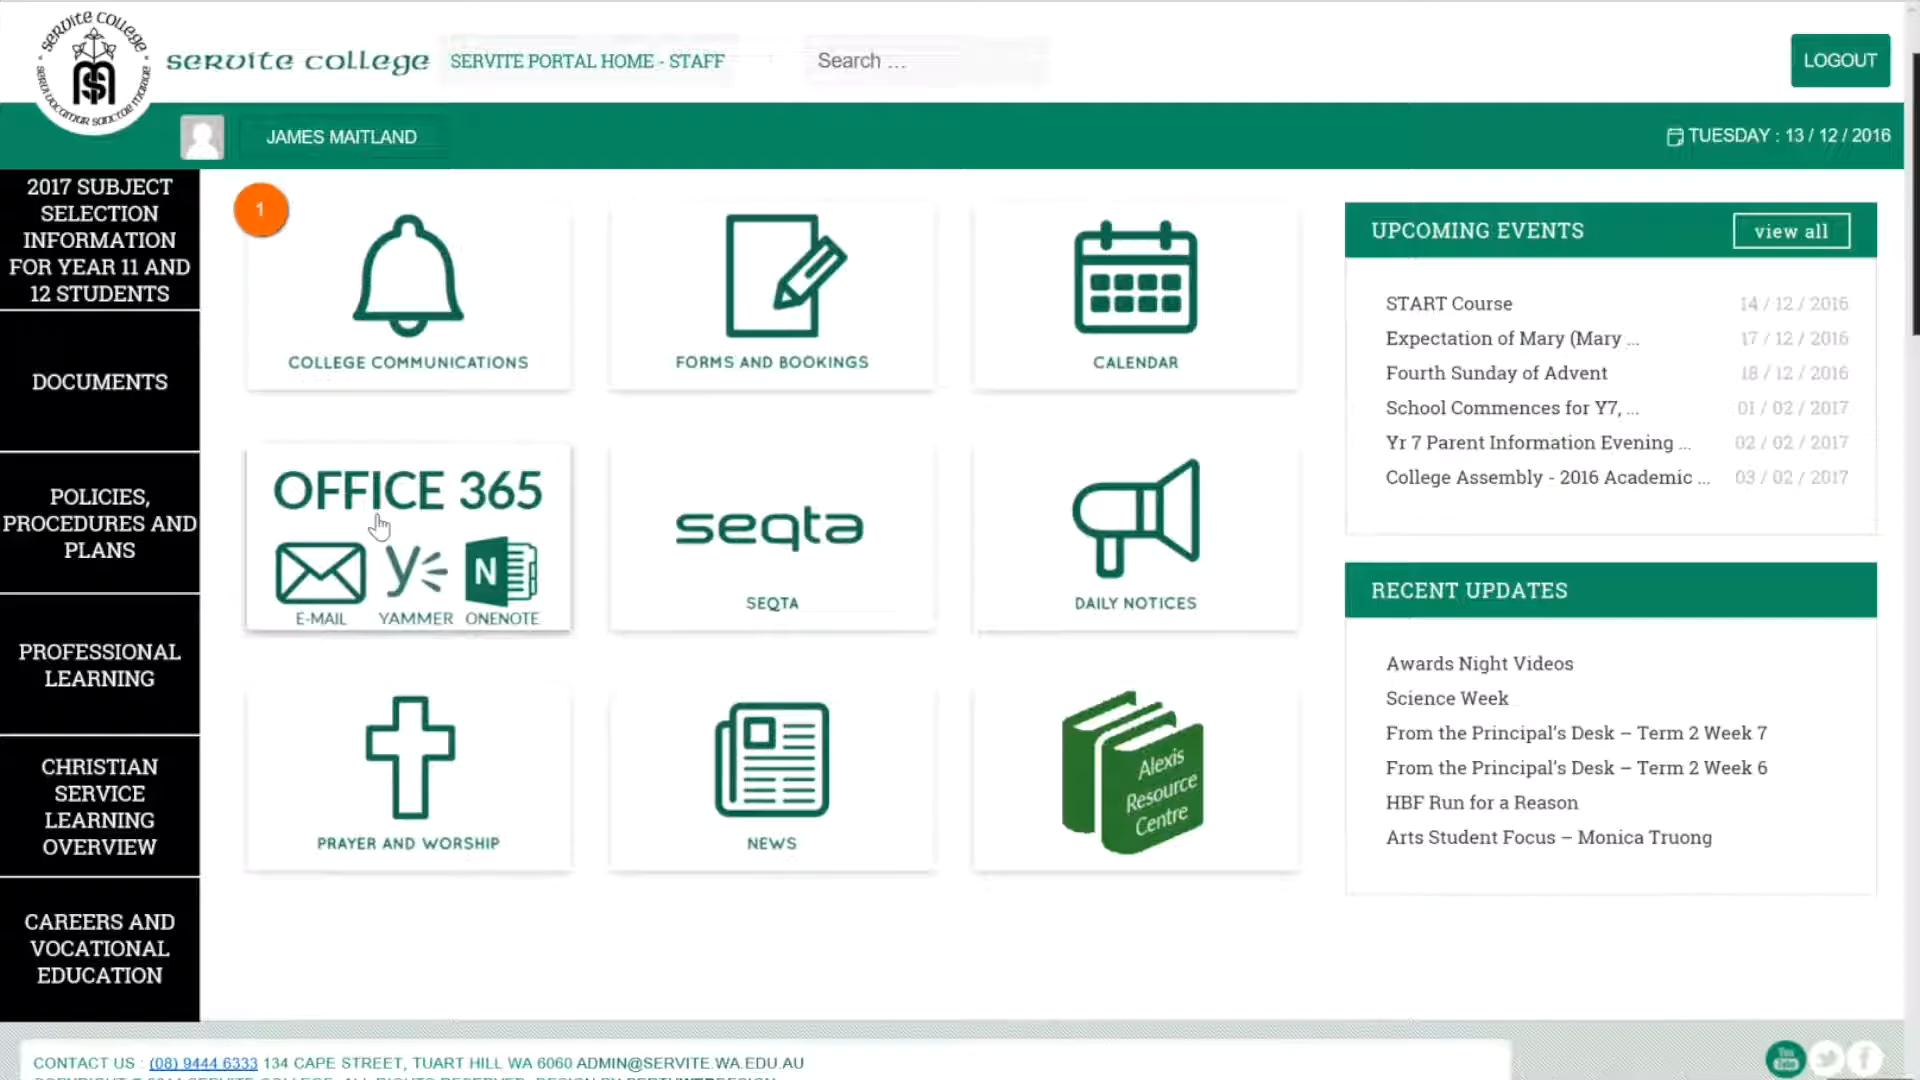 servite college
SERVITE COLLEGE
SERVITE PORTAL HOME - STAFF
Search ...
LOGOUT
JAMES MAITLAND
TUESDAY : 13 / 12 / 2016
2017 SUBJECT
SELECTION
INFORMATION
FOR YEAR 11 AND
12 STUDENTS
DOCUMENTS
POLICIES,
PROCEDURES AND
PLANS
PROFESSIONAL
LEARNING
CHRISTIAN
SERVICE
LEARNING
OVERVIEW
CAREERS AND
VOCATIONAL
EDUCATION
1
COLLEGE COMMUNICATIONS
FORMS AND BOOKINGS
CALENDAR
OFFICE 365
E-MAIL YAMMER ONENOTE
N
seqta
SEQTA
DAILY NOTICES
PRAYER AND WORSHIP
NEWS
Alexis
Resource
Centre
UPCOMING EVENTS view all
START Course 14 / 12 / 2016
Expectation of Mary (Mary ... 17 / 12 / 2016
Fourth Sunday of Advent 18 / 12 / 2016
School Commences for Y7, ... 01 / 02 / 2017
Yr 7 Parent Information Evening ... 02 / 02 / 2017
College Assembly - 2016 Academic ... 03 / 02 / 2017
RECENT UPDATES
Awards Night Videos
Science Week
From the Principal's Desk – Term 2 Week 7
From the Principal's Desk – Term 2 Week 6
HBF Run for a Reason
Arts Student Focus – Monica Truong
CONTACT US : (08) 9444 6333 134 CAPE STREET, TUART HILL WA 6060 ADMIN@SERVITE.WA.EDU.AU
You
Tube